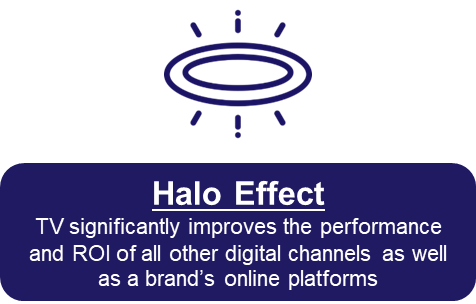 Halo Effect
TV significantly improves the performance
and ROI of all other digital channels as well
as a brand’s online platforms